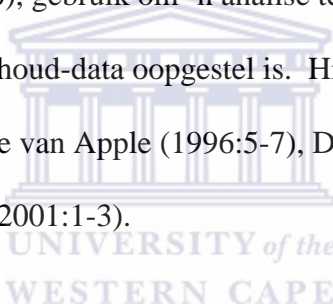 ), gebruik om 'n analise te
houd-data oopgestel is. Hi
e van Apple (1996:5-7), D
2001:1-3).
UNIVERSITY of the
WESTERN CAPE